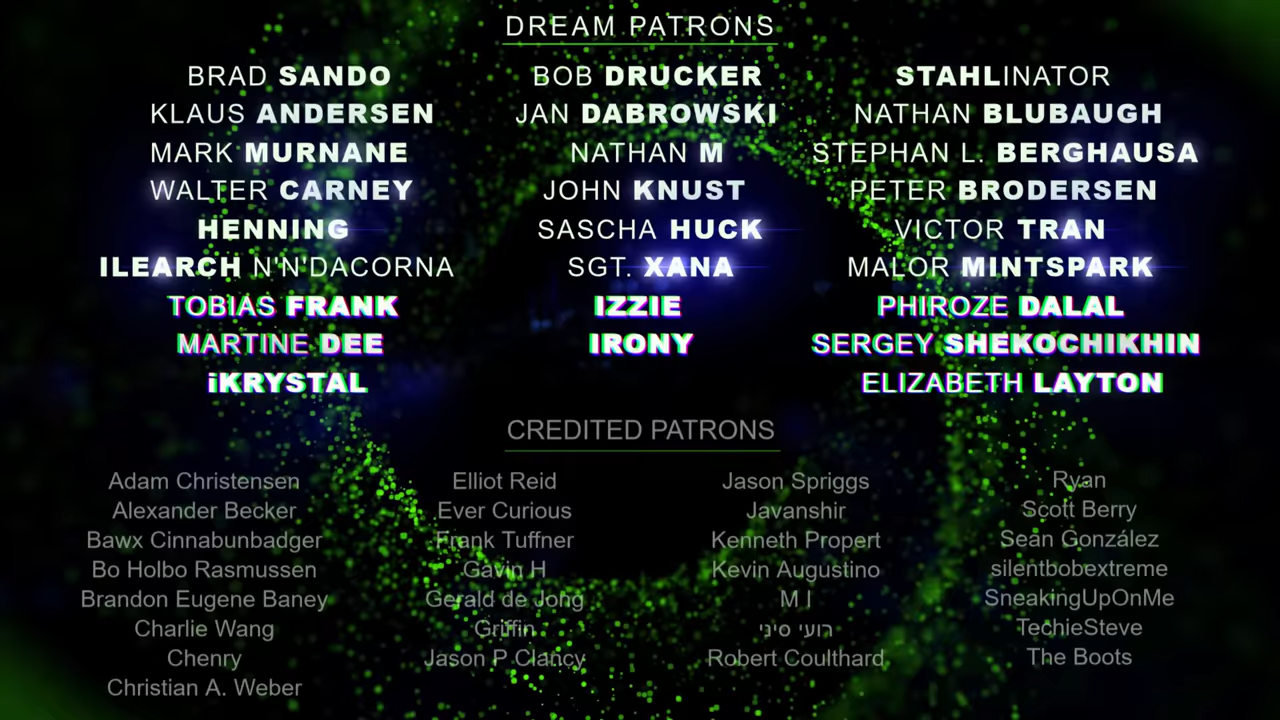 DREAM PATRONS
BRAD SANDO
KLAUS ANDERSEN
MARK MURNANE
WALTER CARNEY
HENNING
ILEARCH N'N'DACORNA
TOBIAS FRANK
MARTINE DEE
iKRYSTAL
BOB DRUCKER
JAN DABROWSKI
NATHAN M
JOHN KNUST
SASCHA HUCK
SGT. XANA
IZZIE
IRONY
STAHLINATOR
NATHAN BLUBAUGH
STEPHAN L. BERGHAUSA
PETER BRODERSEN
VICTOR TRAN
MALOR MINTSPARK
PHIROZE DALAL
SERGEY SHEKOCHIKHIN
ELIZABETH LAYTON
CREDITED PATRONS
Adam Christensen
Alexander Becker
Bawx Cinnabunbadger
Bo Holbo Rasmussen
Brandon Eugene Baney
Charlie Wang
Chenry
Christian A. Weber
Elliot Reid
Ever Curious
Frank Tuffner
Gavin H
Gerald de Jong
Griffin
Jason P Clancy
Jason Spriggs
Javanshir
Kenneth Propert
Kevin Augustino
M I
רועי סיני
Robert Coulthard
Ryan
Scott Berry
Sean González
silentbobextreme
SneakingUpOnMe
TechieSteve
The Boots